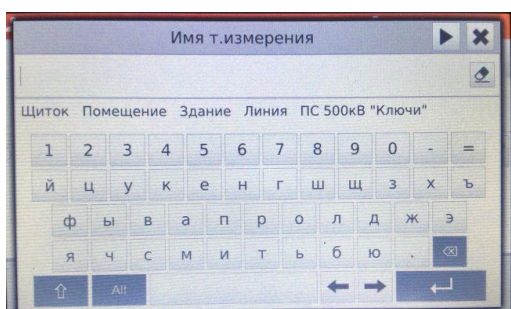 Имя т.измерения
Щиток Помещение Здание Линия ПС 500кВ "Ключи"
1 2 3 4 5 6 7 8 9 0 - =
й ц у к е н г ш щ з х ъ
ф ы в а п р о л д ж э
я ч с м и т ь б ю .
Alt